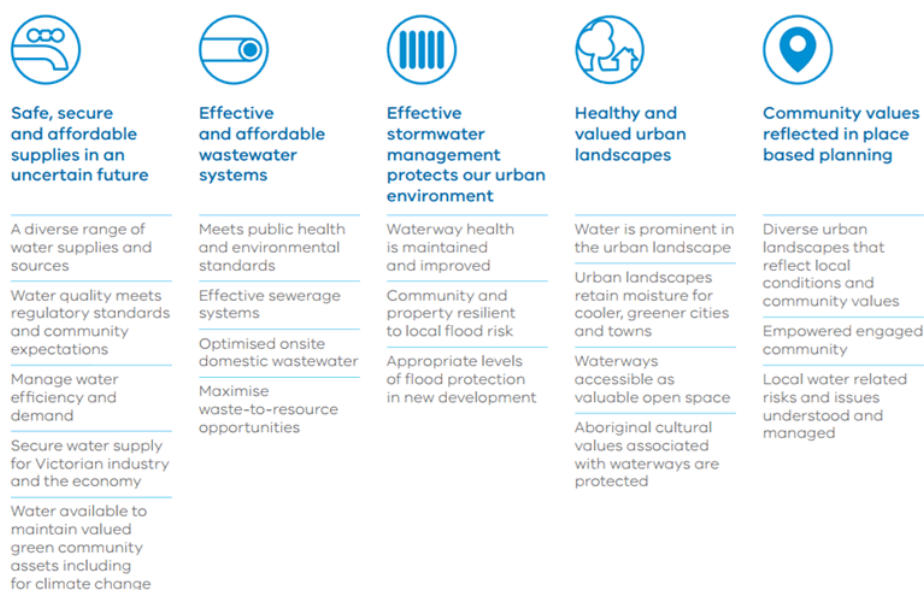 Safe, secure
and affordable
supplies in an
uncertain future
A diverse range of
water supplies and
sources
Water quality meets
regulatory standards
and community
expectations
Manage water
efficiency and
demand
Secure water supply
for Victorian industry
and the economy
Water available to
maintain valued
green community
assets including
for climate change
Effective
and affordable
wastewater
systems
Meets public health
and environmental
standards
Effective sewerage
systems
Optimised onsite
domestic wastewater
Maximise
waste-to-resource
opportunities
Effective
stormwater
management
protects our urban
environment
Waterway health
is maintained
and improved
Community and
property resilient
to local flood risk
Appropriate levels
of flood protection
in new development
Healthy and
valued urban
landscapes
Water is prominent in
the urban landscape
Urban landscapes
retain moisture for
cooler, greener cities
and towns
Waterways
accessible as
valuable open space
Aboriginal cultural
values associated
with waterways are
protected
Community values
reflected in place
based planning
Diverse urban
landscapes that
reflect local
conditions and
community values
Empowered engaged
community
Local water related
risks and issues
understood and
managed